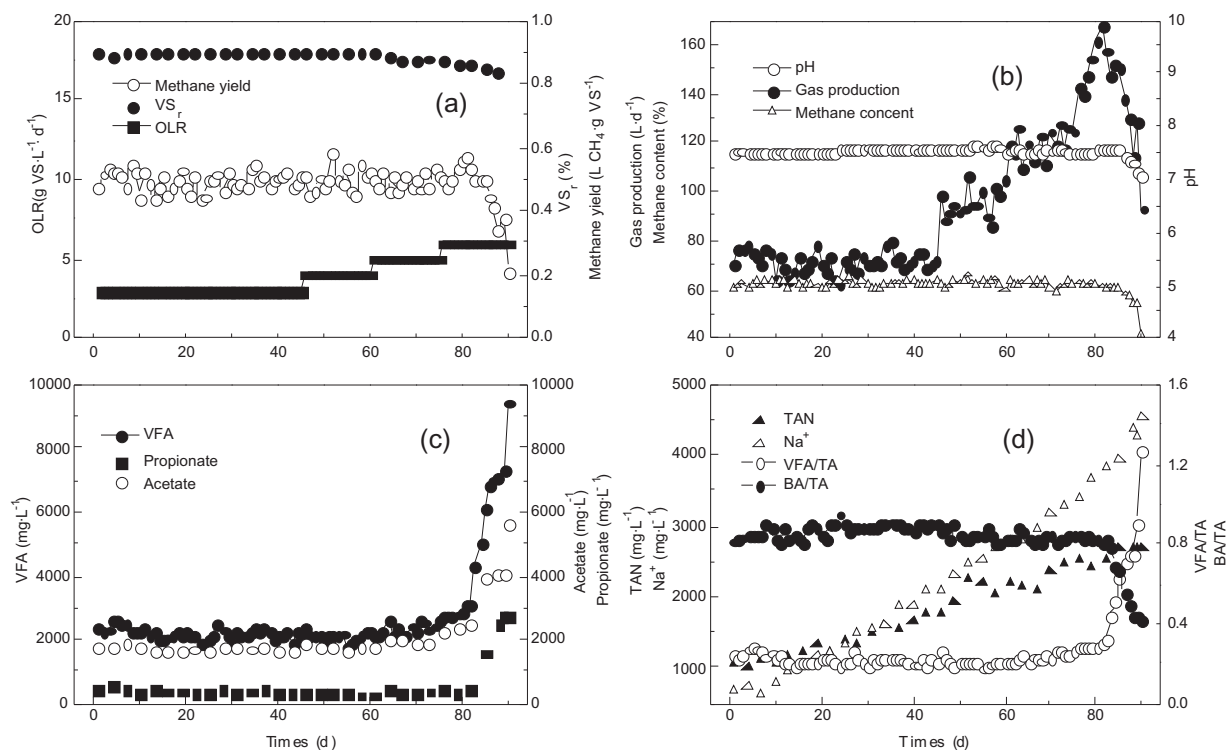 20
15
10
5
0
OLR(g VS·L⁻¹·d⁻¹)
1.0
0.8
0.6
0.4
0.2
0.0
VSr (%)
Methane yield (L CH₄·g VS⁻¹)
Methane yield
VSr
OLR
(a)
0
20
40
60
80
160
140
120
100
80
60
40
Gas production (L·d⁻¹)
Methane content (%)
10
9
8
7
6
5
4
pH
(b)
pH
Gas production
Methane concent
0
20
40
60
80
10000
8000
6000
4000
2000
0
VFA (mg·L⁻¹)
10000
8000
6000
4000
2000
0
Acetate (mg·L⁻¹)
Propionate (mg·L⁻¹)
VFA
Propionate
Acetate
(c)
0
20
40
60
80
Times (d)
5000
4000
3000
2000
1000
TAN (mg·L⁻¹)
Na⁺ (mg·L⁻¹)
1.6
1.2
0.8
0.4
0.0
VFA/TA
BA/TA
TAN
Na⁺
VFA/TA
BA/TA
(d)
0
20
40
60
80
Times (d)